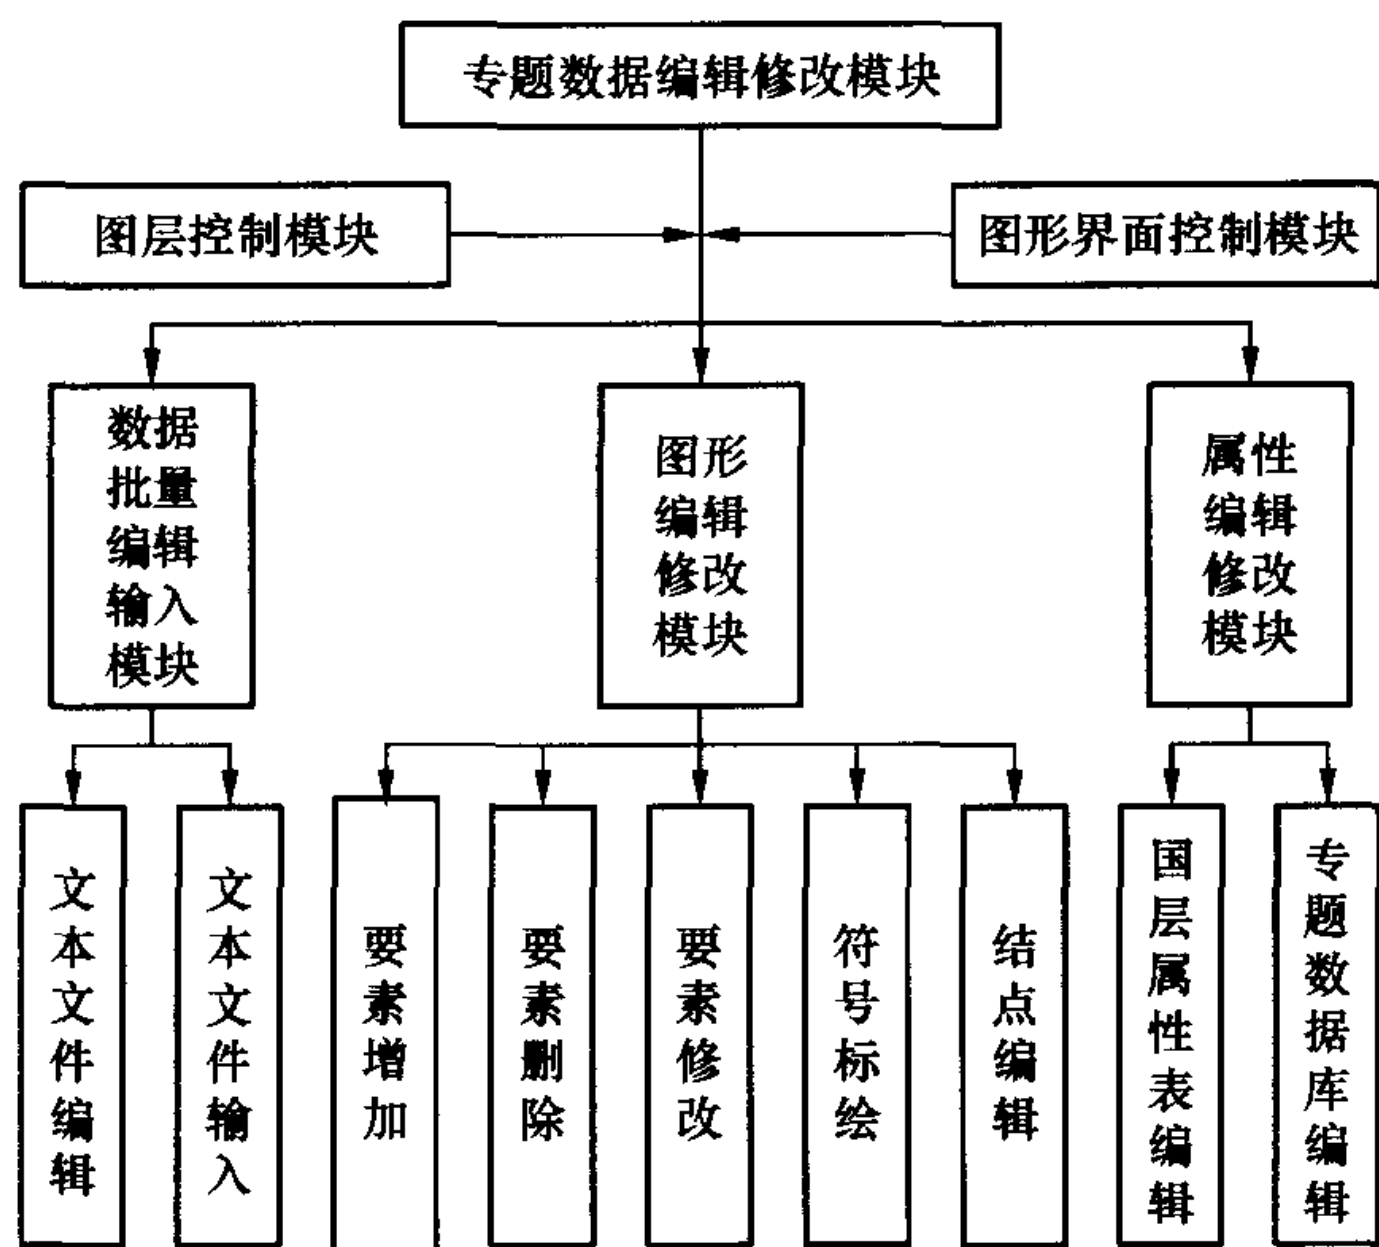 专题数据编辑修改模块
图层控制模块
图形界面控制模块
数据
批量
编辑
输入
模块
图形
编辑
修改
模块
属性
编辑
修改
模块
文本文件编辑
文本文件输入
要素增加
要素删除
要素修改
符号标绘
结点编辑
国层属性表编辑
专题数据库编辑